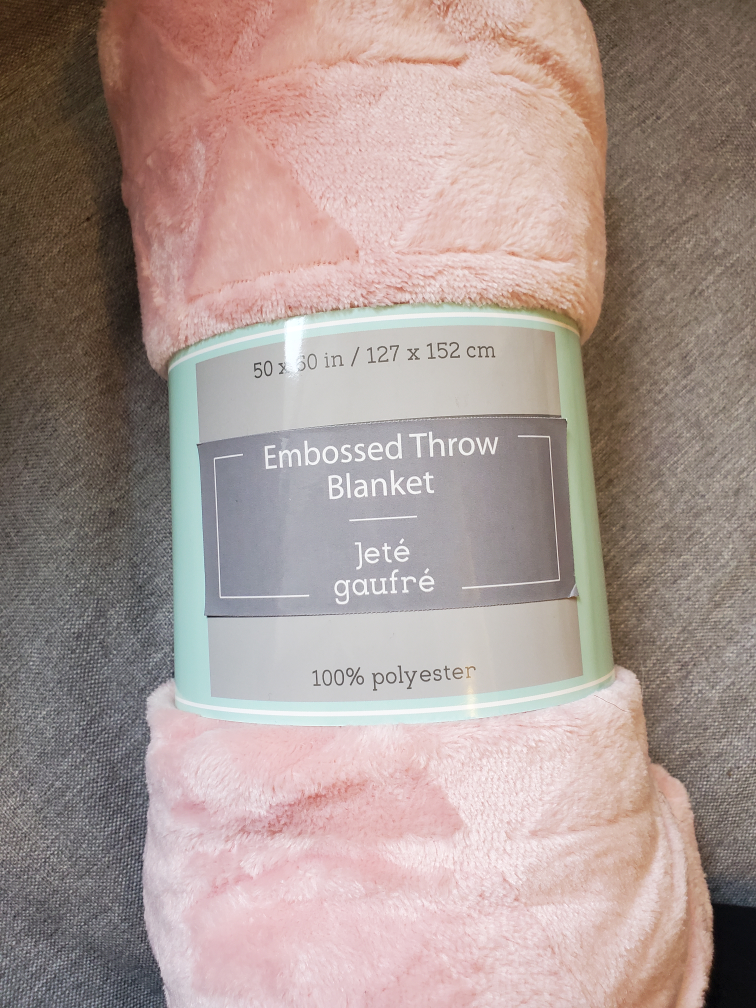 50 x 60 in / 127 x 152 cm
Embossed Throw
Blanket
Jeté
gaufré
100% polyester